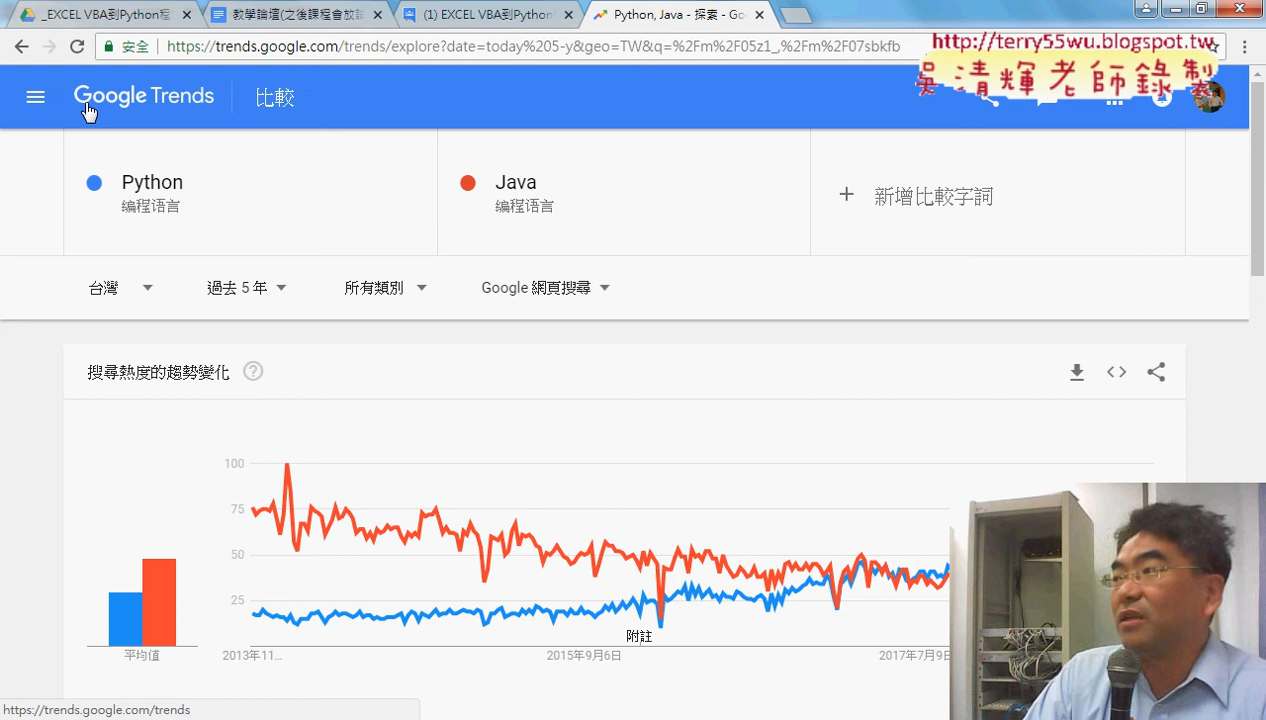 _EXCEL VBA到Python程
教學論壇(之後課程會放
(1) EXCEL VBA到Python
Python, Java - 探索 - Go
安全
https://trends.google.com/trends/explore?date=today%205-y&geo=TW&q=%2Fm%2F05z1_,%2Fm%2F07sbkfb
http://terry55wu.blogspot.tw
吳清輝老師錄製
Google Trends
比較
Python
编程语言
Java
编程语言
+ 新增比較字詞
台灣
過去 5 年
所有類別
Google 網頁搜尋
搜尋熱度的趨勢變化
?
100
75
50
25
附註
平均值
2013年11...
2015年9月6日
2017年7月9日
https://trends.google.com/trends